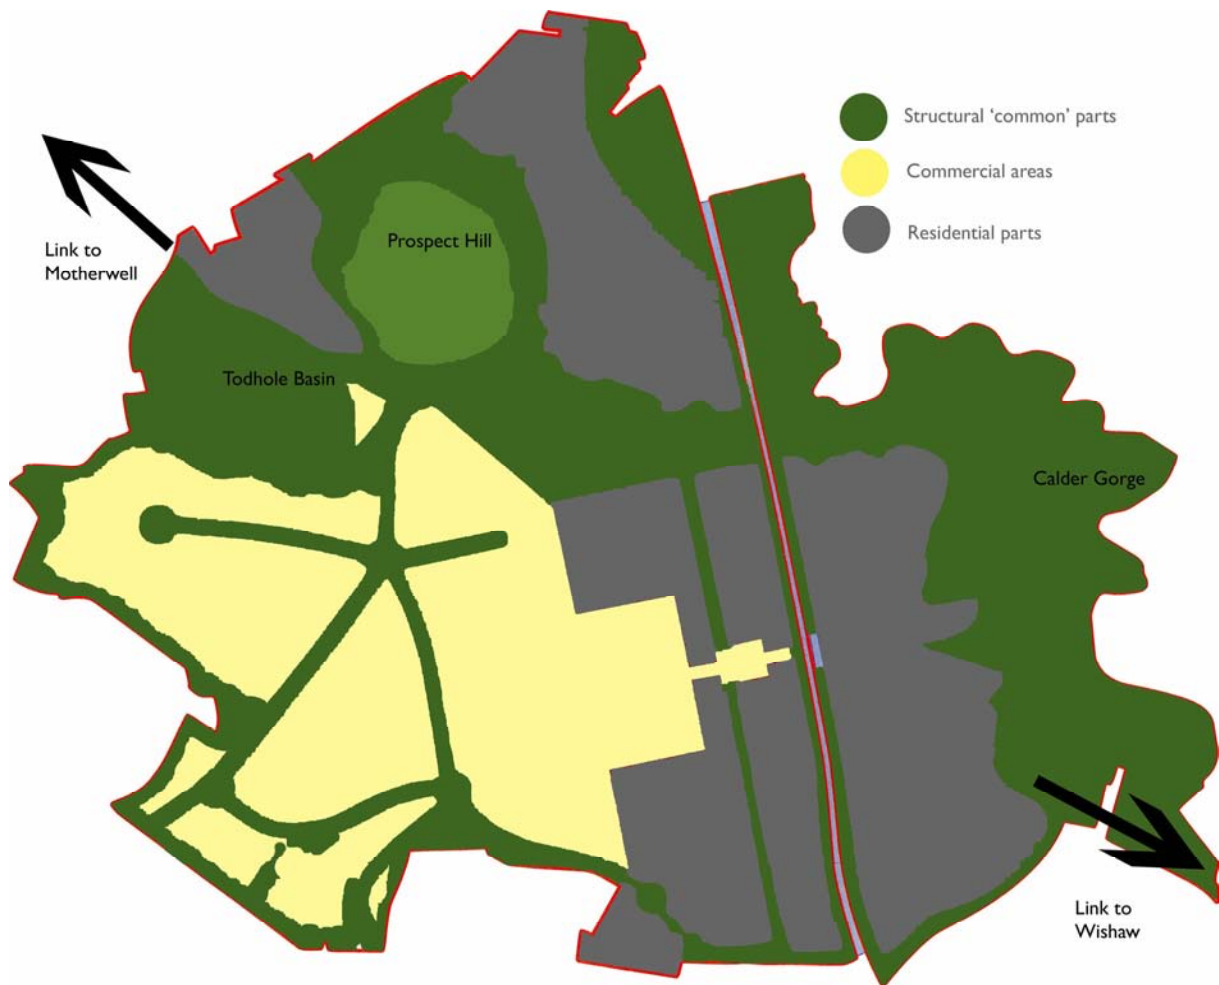 Structural ‘common’ parts
Commercial areas
Residential parts
Link to
Motherwell
Prospect Hill
Todhole Basin
Calder Gorge
Link to
Wishaw